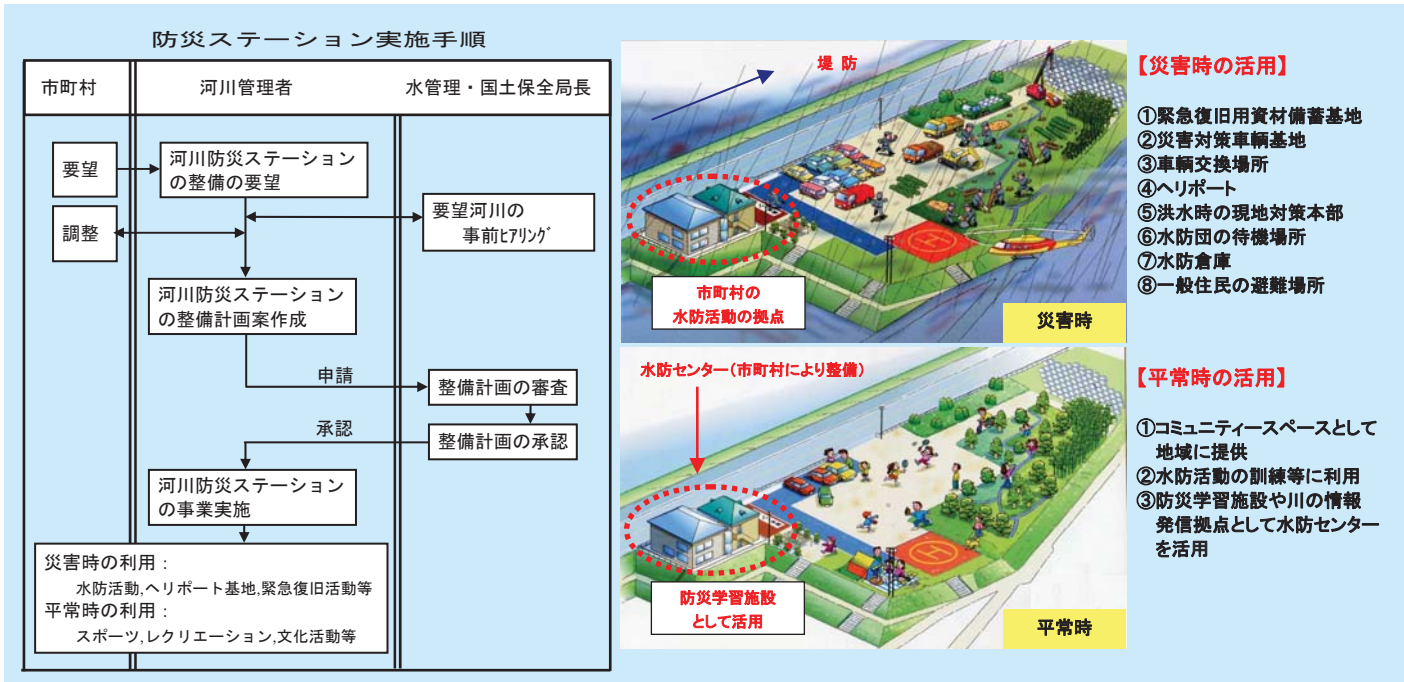 防災ステーション実施手順
市町村
河川管理者
水管理・国土保全局長
要望
河川防災ステーション
の整備の要望
要望河川の
事前ﾋｱﾘﾝｸﾞ
調整
河川防災ステーション
の整備計画案作成
申請
整備計画の審査
承認
整備計画の承認
河川防災ステーション
の事業実施
災害時の利用：
水防活動,ヘリポート基地,緊急復旧活動等
平常時の利用：
スポーツ,レクリエーション,文化活動等
堤 防
市町村の
水防活動の拠点
災害時
水防センター（市町村により整備）
防災学習施設
として活用
平常時
【災害時の活用】
①緊急復旧用資材備蓄基地
②災害対策車輌基地
③車輌交換場所
④ヘリポート
⑤洪水時の現地対策本部
⑥水防団の待機場所
⑦水防倉庫
⑧一般住民の避難場所
【平常時の活用】
①コミュニティースペースとして
地域に提供
②水防活動の訓練等に利用
③防災学習施設や川の情報
発信拠点として水防センター
を活用